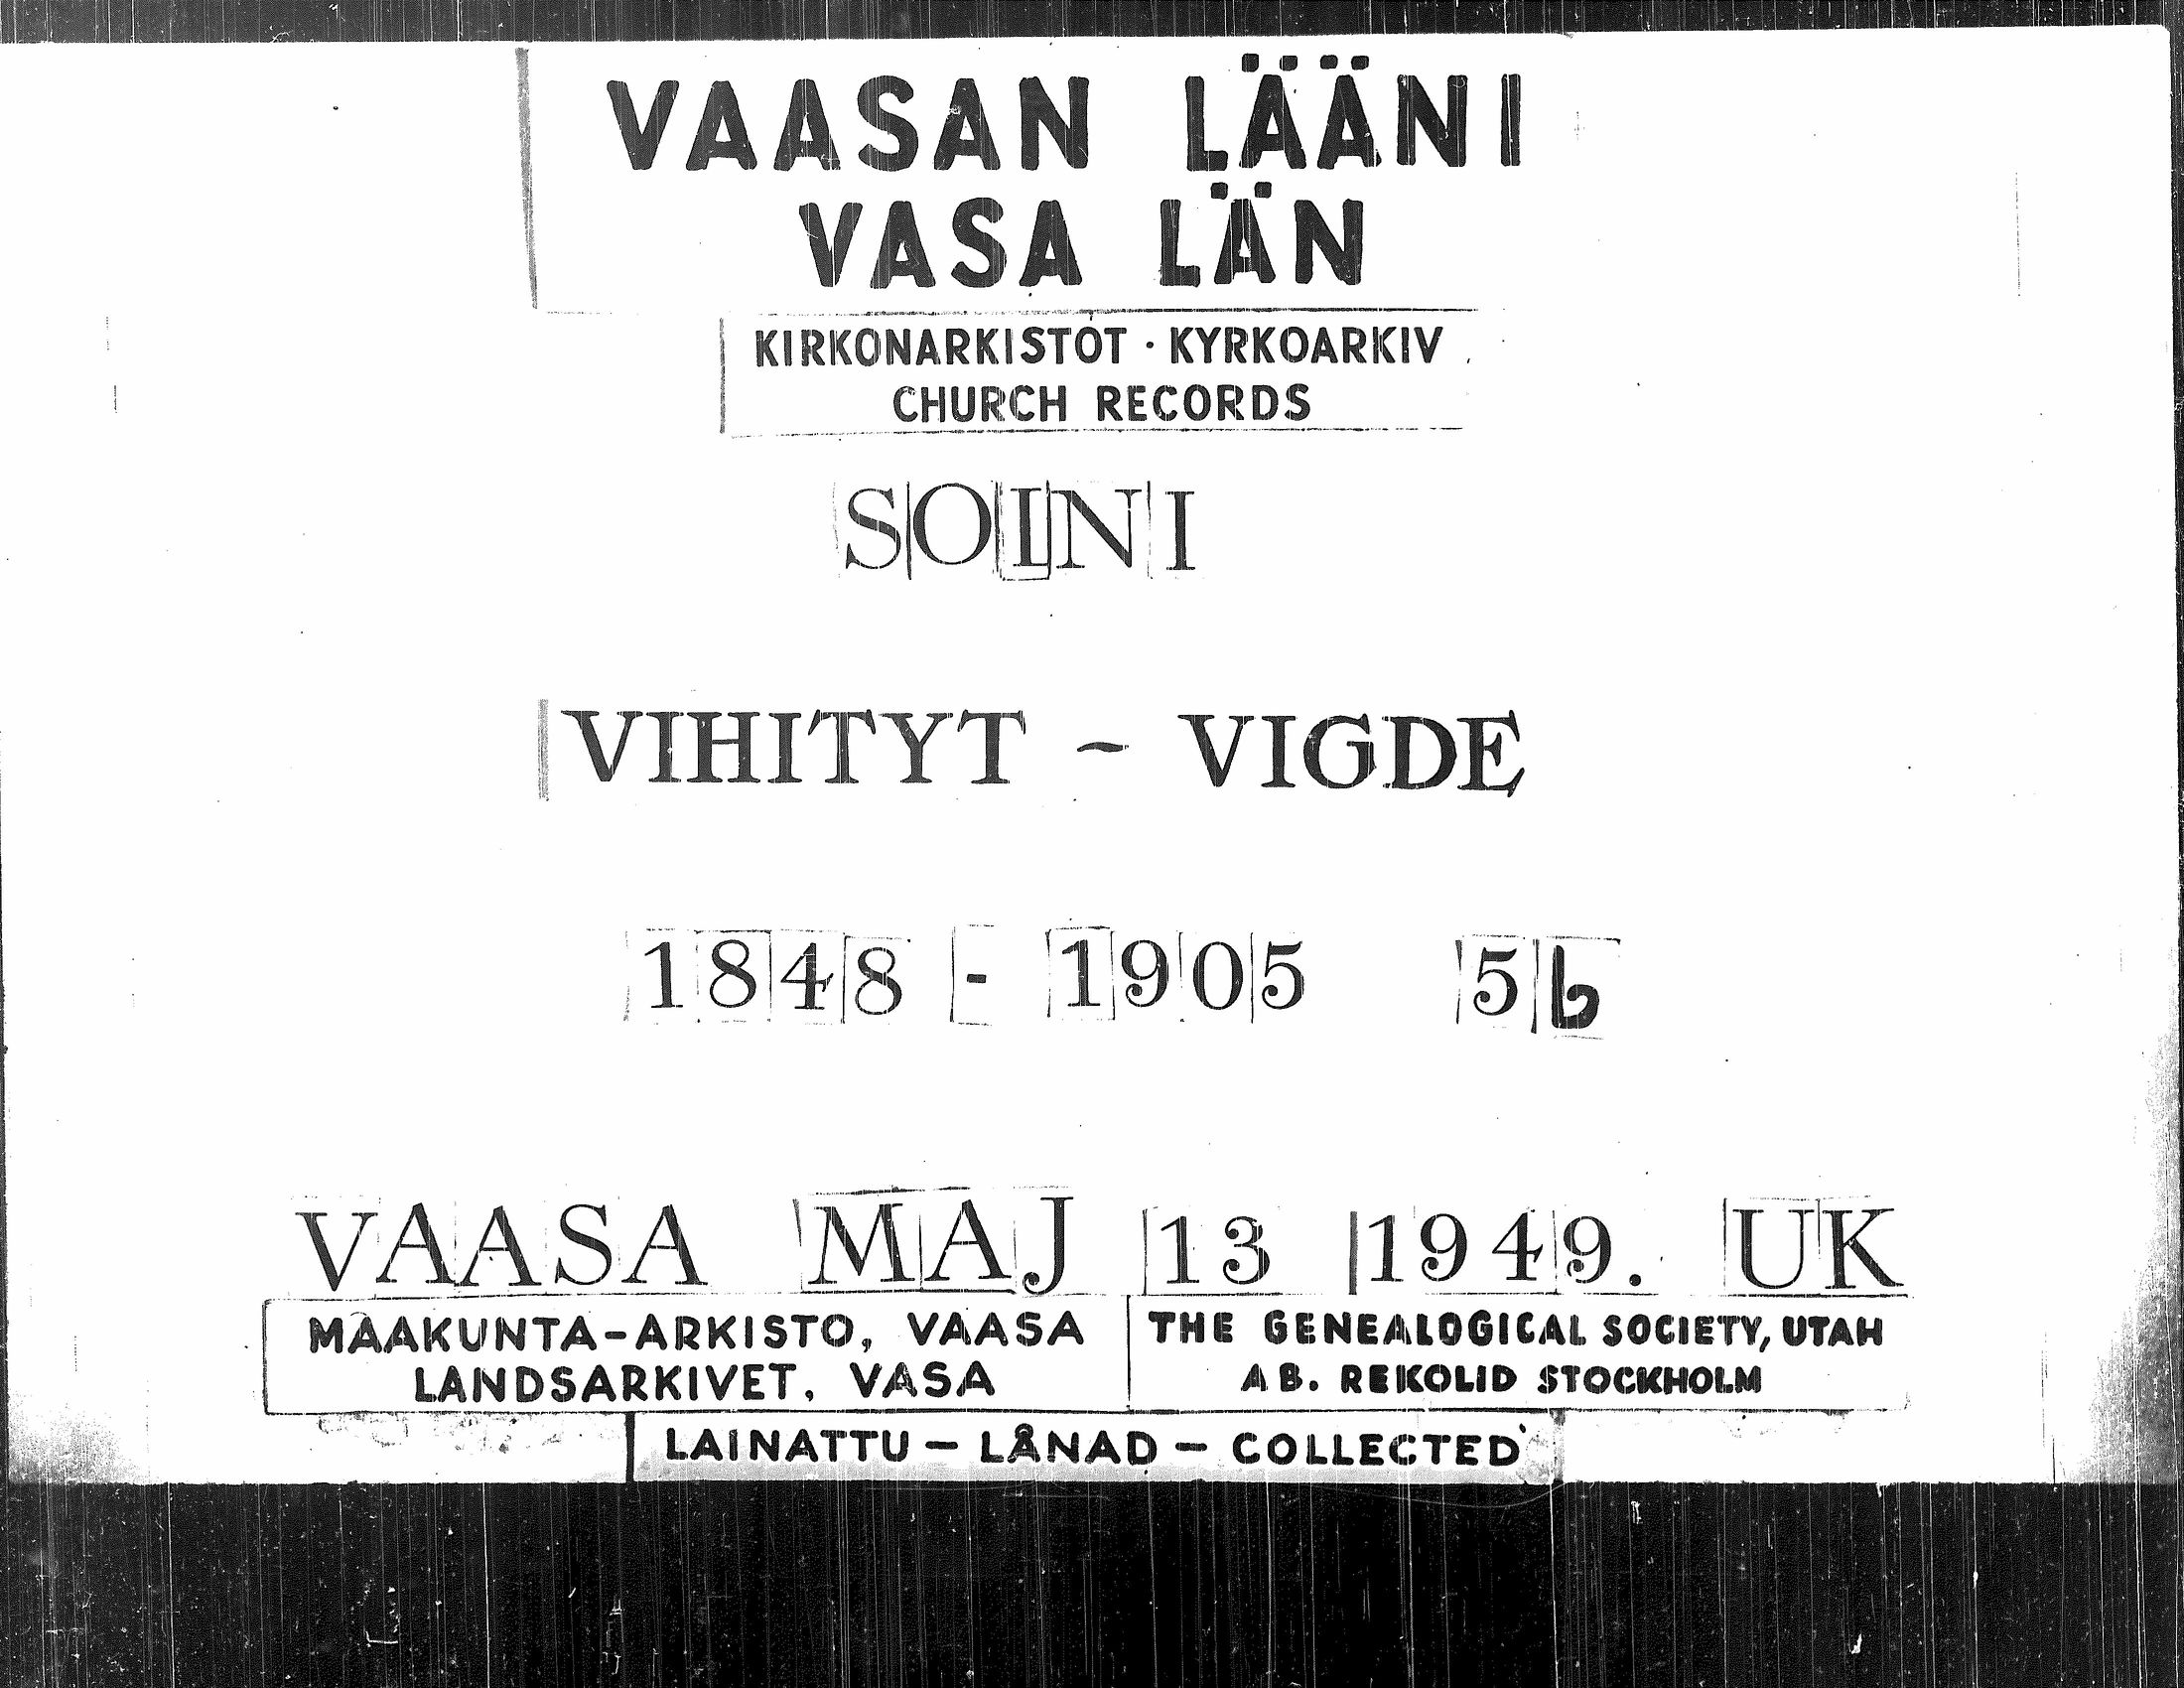 VAASAN LÄÄNI
VASA LÄN
KIRKONARKISTOT · KYRKOARKIV
CHURCH RECORDS
SOINI
VIHITYT - VIGDE
1848 - 1905 5b
VAASA MAJ 13 1949. UK
MAAKUNTA-ARKISTO, VAASA
LANDSARKIVET, VASA
THE GENEALOGICAL SOCIETY, UTAH
AB. REKOLID STOCKHOLM
LAINATTU - LÅNAD - COLLECTED